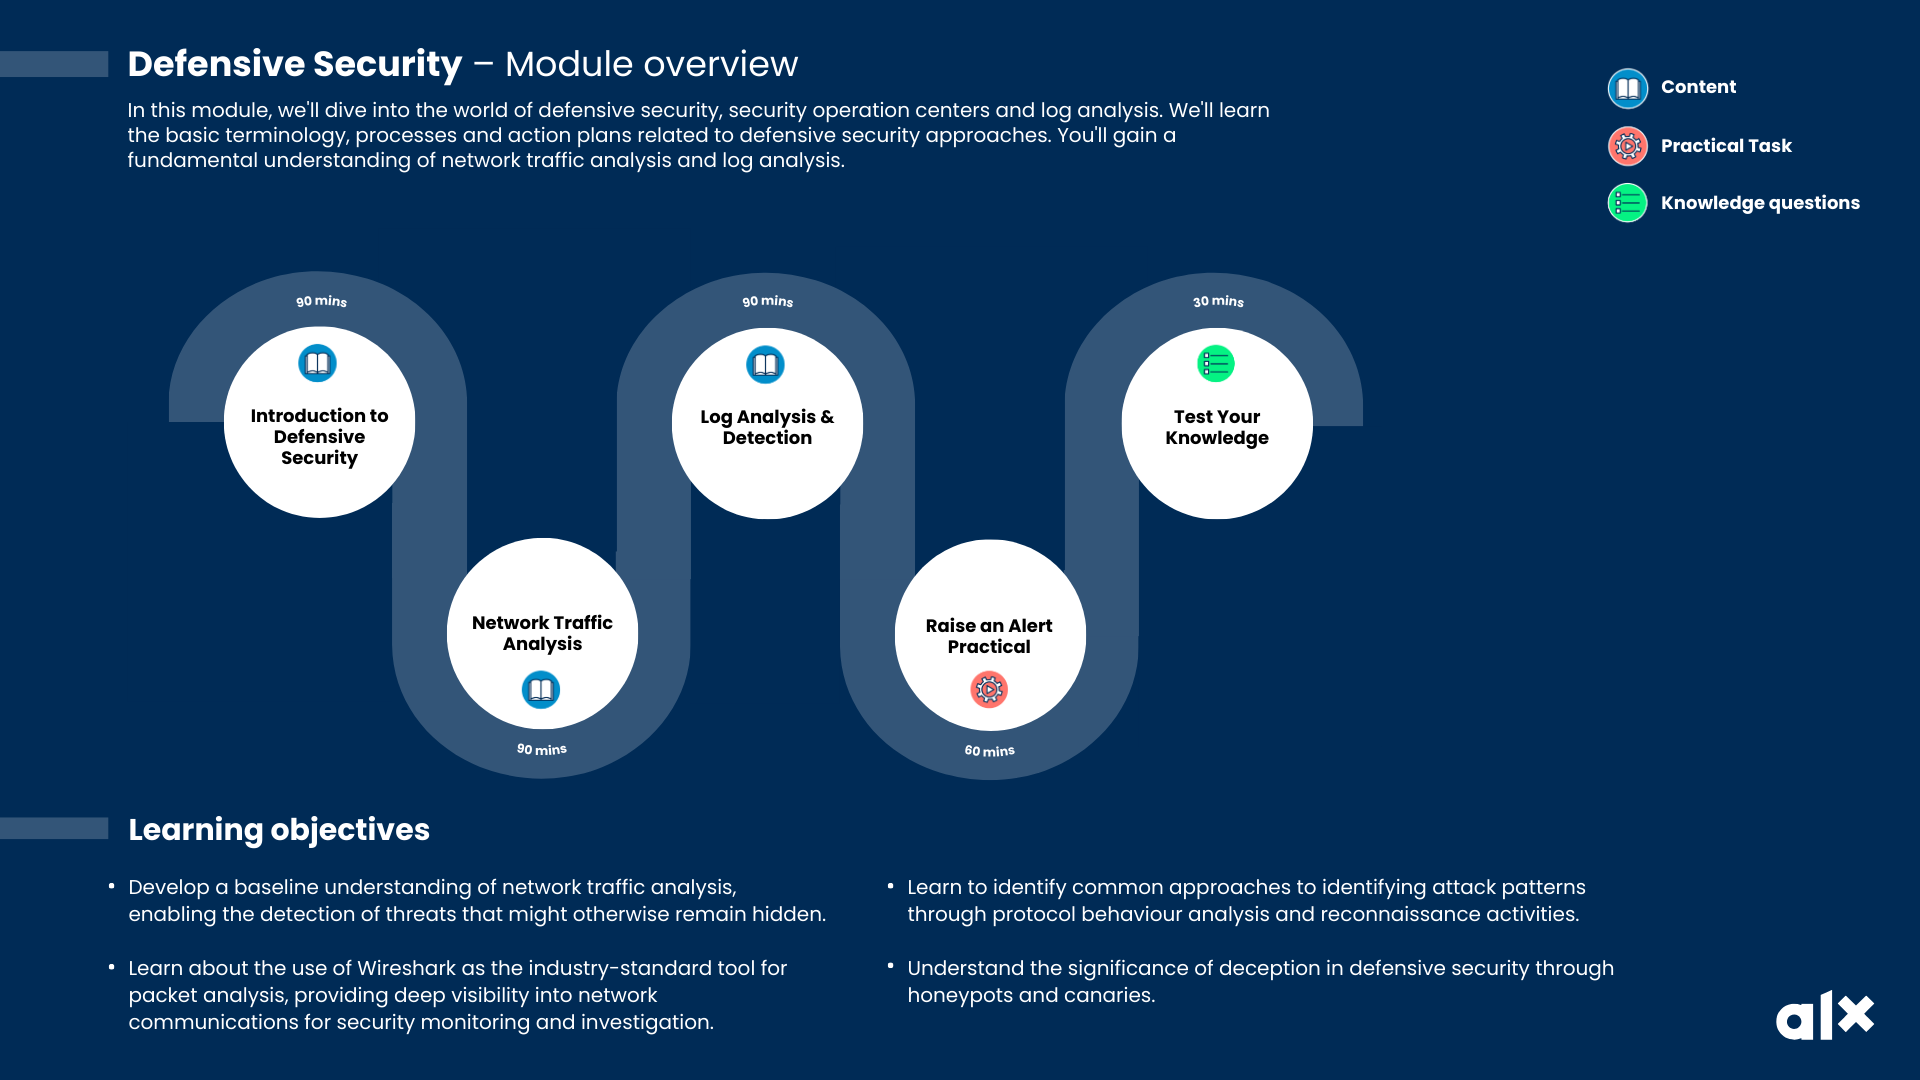 Defensive Security – Module overview
In this module, we'll dive into the world of defensive security, security operation centers and log analysis. We'll learn
the basic terminology, processes and action plans related to defensive security approaches. You'll gain a
fundamental understanding of network traffic analysis and log analysis.
Content
Practical Task
Knowledge questions
90 mins
Introduction to
Defensive
Security
Network Traffic
Analysis
90 mins
90 mins
Log Analysis &
Detection
Raise an Alert
Practical
60 mins
30 mins
Test Your
Knowledge
Learning objectives
• Develop a baseline understanding of network traffic analysis,
enabling the detection of threats that might otherwise remain hidden.
• Learn about the use of Wireshark as the industry-standard tool for
packet analysis, providing deep visibility into network
communications for security monitoring and investigation.
• Learn to identify common approaches to identifying attack patterns
through protocol behaviour analysis and reconnaissance activities.
• Understand the significance of deception in defensive security through
honeypots and canaries.
alx